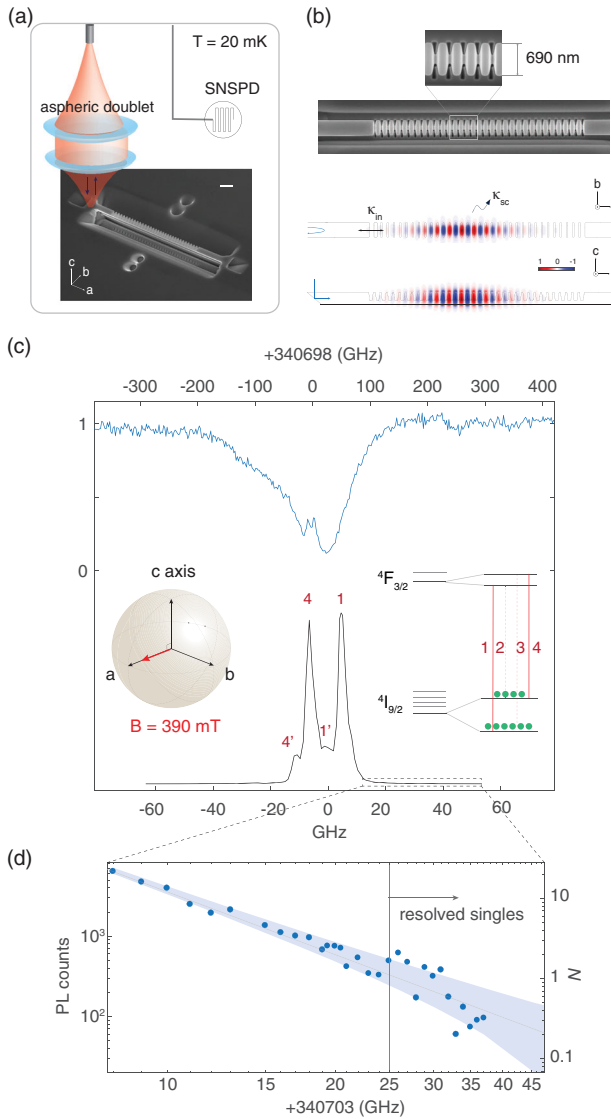 (a)
T = 20 mK
SNSPD
aspheric doublet
c
b
a
(b)
690 nm
b
κin
κsc
c
1 0 -1
(c)
+340698 (GHz)
-300 -200 -100 0 100 200 300 400
1
0
c axis
a
b
B = 390 mT
4
1
4'
1'
4F3/2
1 2 3 4
4I9/2
-60 -40 -20 0 20 40 60
GHz
(d)
resolved singles
PL counts
10³
10²
10
1
0.1
N
10 15 20 25 30 35 40 45
+340703 (GHz)